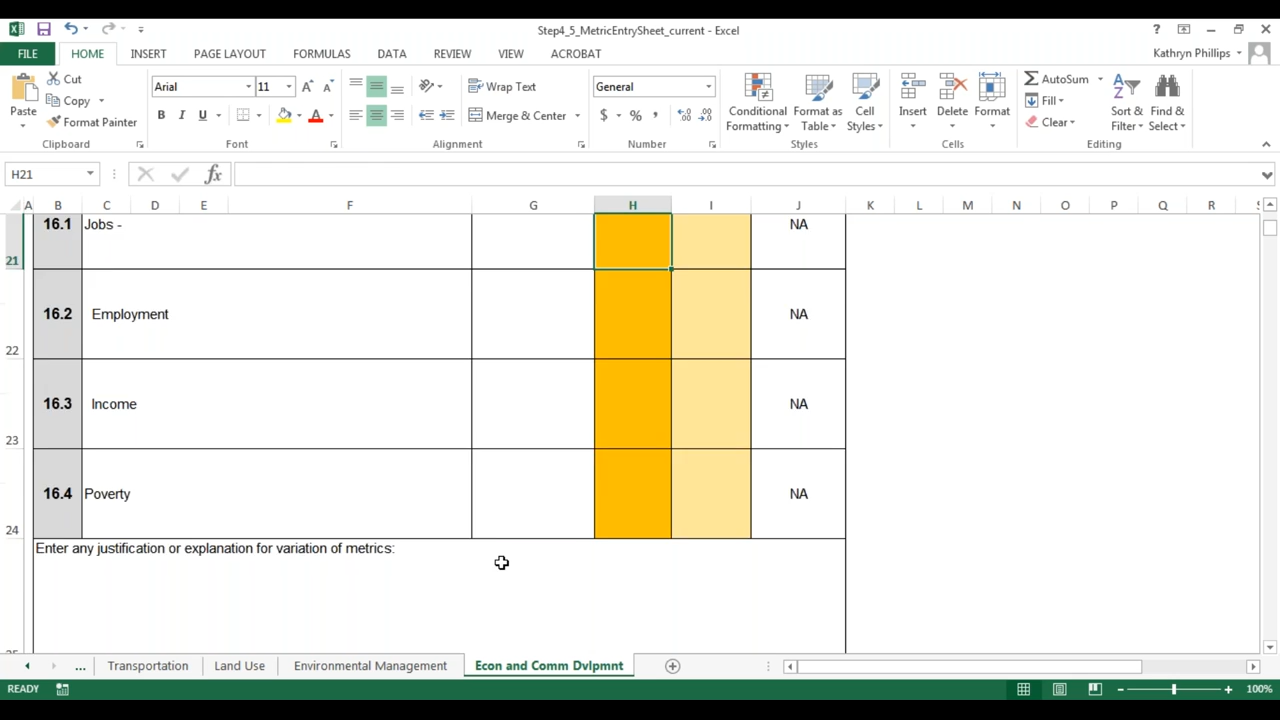 Step4_5_MetricEntrySheet_current - Excel
?
FILE HOME INSERT PAGE LAYOUT FORMULAS DATA REVIEW VIEW ACROBAT Kathryn Phillips
Paste
Cut
Copy
Format Painter
Clipboard
Arial 11 A A
B I U A
Font
Wrap Text
Merge & Center
Alignment
General
$ % ,
Number
Conditional Formatting
Format as Table
Cell Styles
Styles
Insert
Delete
Format
Cells
AutoSum
Fill
Clear
Sort & Filter
Find & Select
Editing
H21 fx
A B C D E F G H I J K L M N O P Q R
21 16.1 Jobs - NA
22 16.2 Employment NA
23 16.3 Income NA
24 16.4 Poverty NA
Enter any justification or explanation for variation of metrics:
... Transportation Land Use Environmental Management Econ and Comm Dvlpmnt
READY 100%